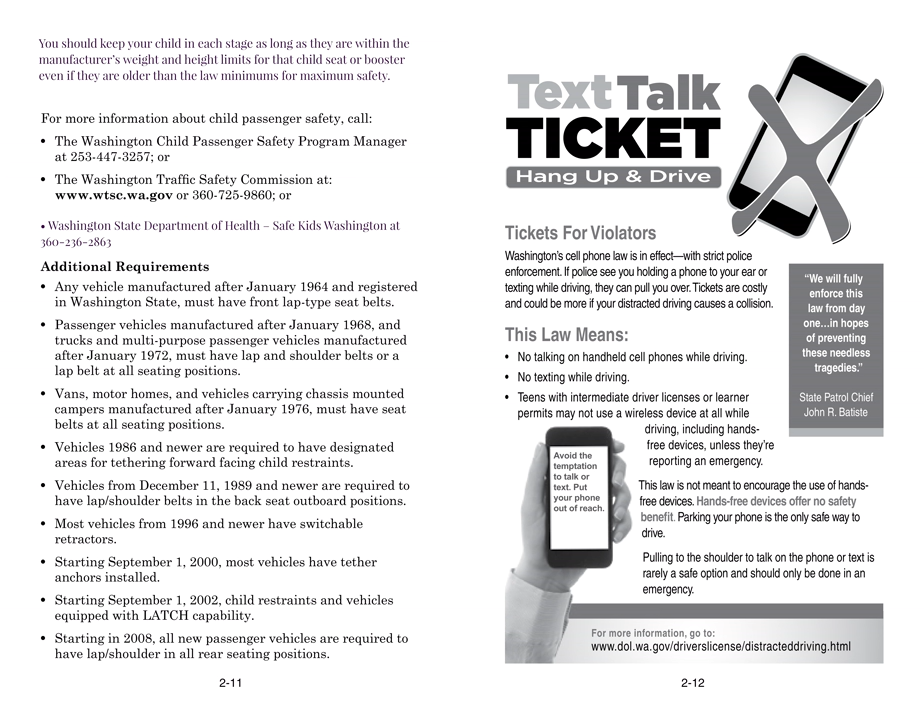 You should keep your child in each stage as long as they are within the
manufacturer's weight and height limits for that child seat or booster
even if they are older than the law minimums for maximum safety.
For more information about child passenger safety, call:
• The Washington Child Passenger Safety Program Manager
at 253-447-3257; or
• The Washington Traffic Safety Commission at:
www.wtsc.wa.gov or 360-725-9860; or
• Washington State Department of Health – Safe Kids Washington at
360-236-2863
Additional Requirements
• Any vehicle manufactured after January 1964 and registered
in Washington State, must have front lap-type seat belts.
• Passenger vehicles manufactured after January 1968, and
trucks and multi-purpose passenger vehicles manufactured
after January 1972, must have lap and shoulder belts or a
lap belt at all seating positions.
• Vans, motor homes, and vehicles carrying chassis mounted
campers manufactured after January 1976, must have seat
belts at all seating positions.
• Vehicles 1986 and newer are required to have designated
areas for tethering forward facing child restraints.
• Vehicles from December 11, 1989 and newer are required to
have lap/shoulder belts in the back seat outboard positions.
• Most vehicles from 1996 and newer have switchable
retractors.
• Starting September 1, 2000, most vehicles have tether
anchors installed.
• Starting September 1, 2002, child restraints and vehicles
equipped with LATCH capability.
• Starting in 2008, all new passenger vehicles are required to
have lap/shoulder in all rear seating positions.
2-11
Text Talk
TICKET
Hang Up & Drive
Tickets For Violators
Washington's cell phone law is in effect—with strict police
enforcement. If police see you holding a phone to your ear or
texting while driving, they can pull you over. Tickets are costly
and could be more if your distracted driving causes a collision.
This Law Means:
• No talking on handheld cell phones while driving.
• No texting while driving.
• Teens with intermediate driver licenses or learner
permits may not use a wireless device at all while
driving, including hands-
free devices, unless they're
reporting an emergency.
This law is not meant to encourage the use of hands-
free devices. Hands-free devices offer no safety
benefit. Parking your phone is the only safe way to
drive.
Pulling to the shoulder to talk on the phone or text is
rarely a safe option and should only be done in an
emergency.
Avoid the
temptation
to talk or
text. Put
your phone
out of reach.
"We will fully
enforce this
law from day
one...in hopes
of preventing
these needless
tragedies."
State Patrol Chief
John R. Batiste
For more information, go to:
www.dol.wa.gov/driverslicense/distracteddriving.html
2-12